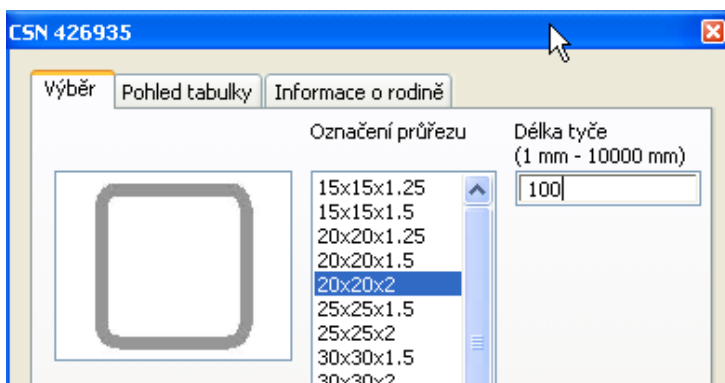 CSN 426935
Výběr
Pohled tabulky
Informace o rodině
Označení průřezu
Délka tyče
(1 mm - 10000 mm)
100
15x15x1.25
15x15x1.5
20x20x1.25
20x20x1.5
20x20x2
25x25x1.5
25x25x2
30x30x1.5
30x30x2